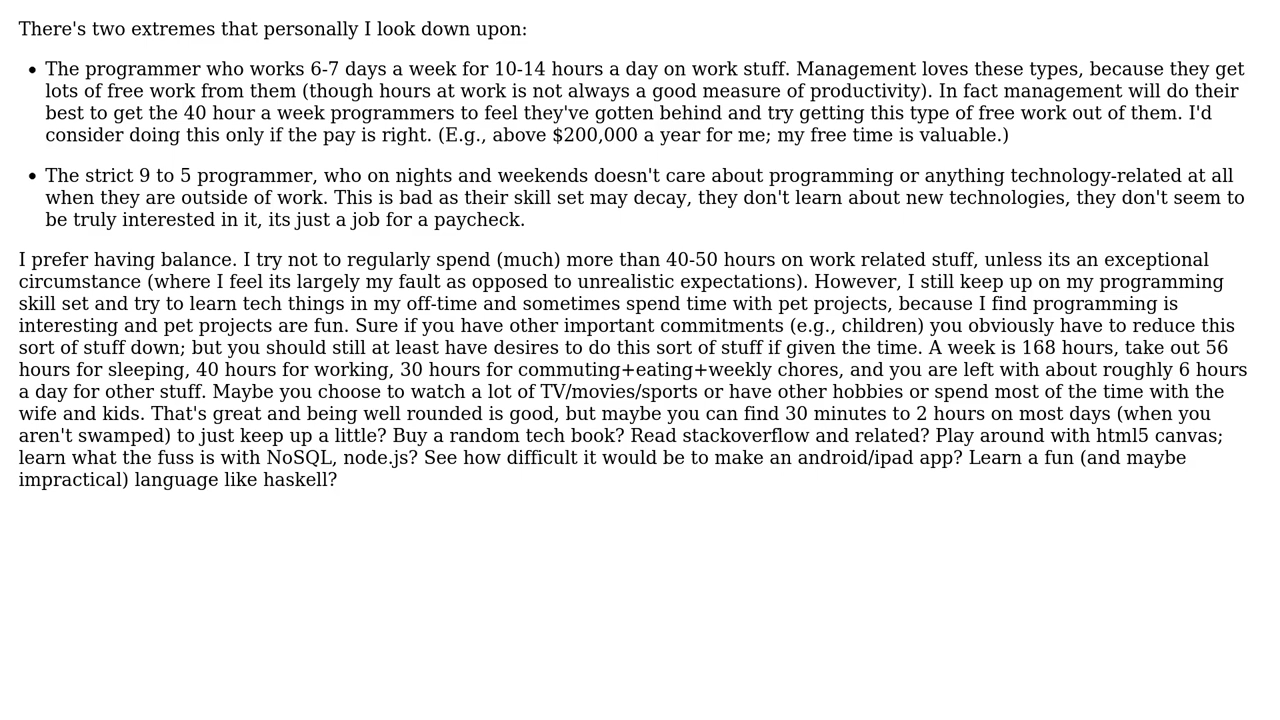 There's two extremes that personally I look down upon:
• The programmer who works 6-7 days a week for 10-14 hours a day on work stuff. Management loves these types, because they get
lots of free work from them (though hours at work is not always a good measure of productivity). In fact management will do their
best to get the 40 hour a week programmers to feel they've gotten behind and try getting this type of free work out of them. I'd
consider doing this only if the pay is right. (E.g., above $200,000 a year for me; my free time is valuable.)
• The strict 9 to 5 programmer, who on nights and weekends doesn't care about programming or anything technology-related at all
when they are outside of work. This is bad as their skill set may decay, they don't learn about new technologies, they don't seem to
be truly interested in it, its just a job for a paycheck.
I prefer having balance. I try not to regularly spend (much) more than 40-50 hours on work related stuff, unless its an exceptional
circumstance (where I feel its largely my fault as opposed to unrealistic expectations). However, I still keep up on my programming
skill set and try to learn tech things in my off-time and sometimes spend time with pet projects, because I find programming is
interesting and pet projects are fun. Sure if you have other important commitments (e.g., children) you obviously have to reduce this
sort of stuff down; but you should still at least have desires to do this sort of stuff if given the time. A week is 168 hours, take out 56
hours for sleeping, 40 hours for working, 30 hours for commuting+eating+weekly chores, and you are left with about roughly 6 hours
a day for other stuff. Maybe you choose to watch a lot of TV/movies/sports or have other hobbies or spend most of the time with the
wife and kids. That's great and being well rounded is good, but maybe you can find 30 minutes to 2 hours on most days (when you
aren't swamped) to just keep up a little? Buy a random tech book? Read stackoverflow and related? Play around with html5 canvas;
learn what the fuss is with NoSQL, node.js? See how difficult it would be to make an android/ipad app? Learn a fun (and maybe
impractical) language like haskell?